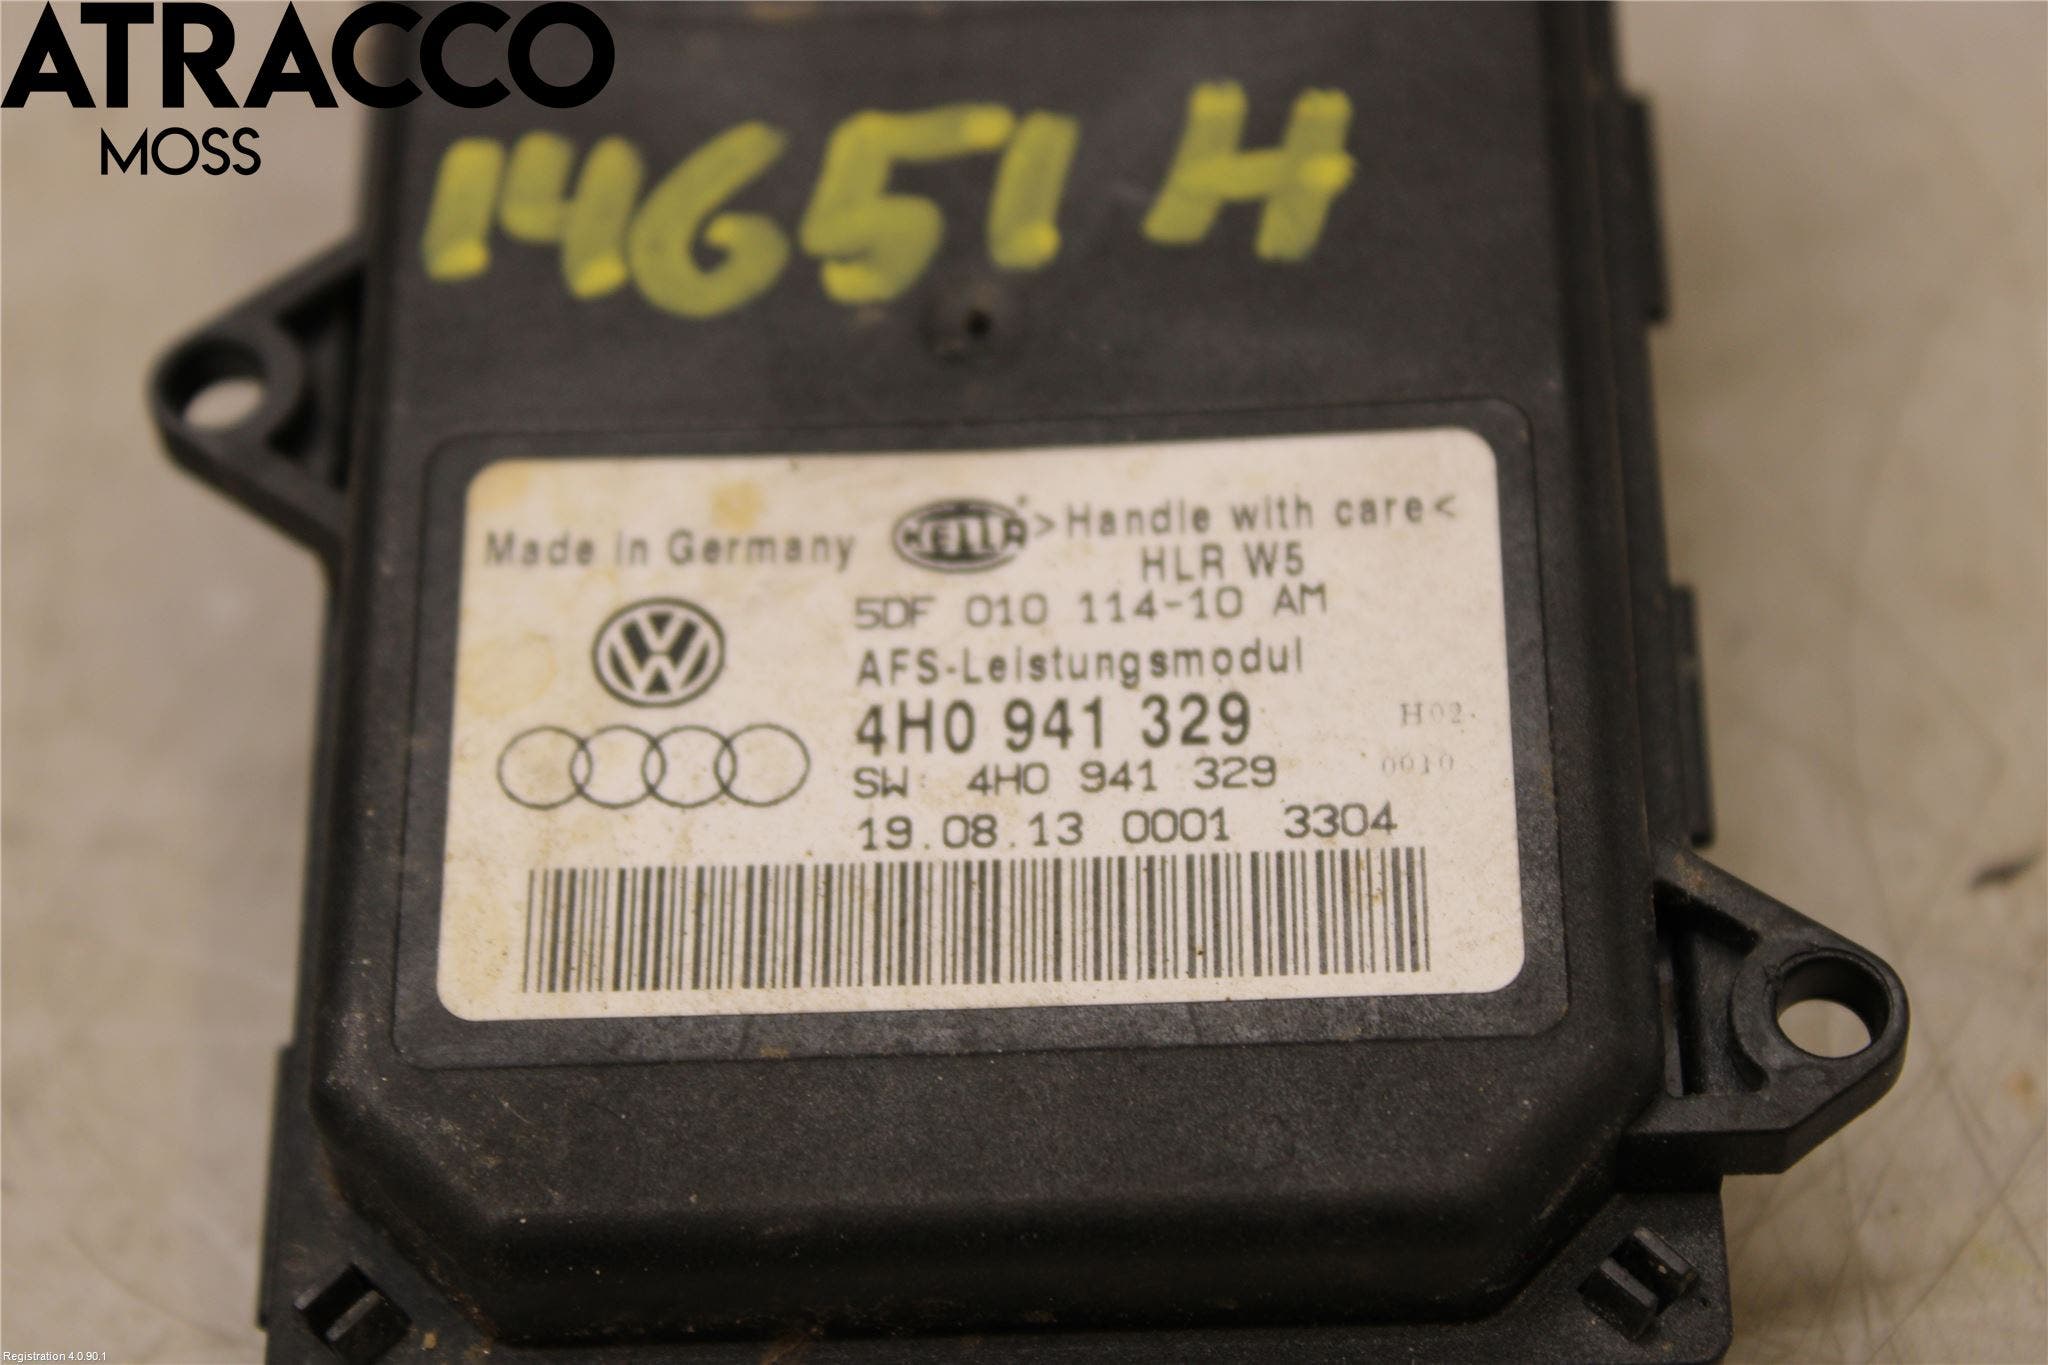 ATRACCO
MOSS
14651 H
Made in Germany HELLA >Handle with care<
HLR W5
5DF 010 114-10 AM
AFS-Leistungsmodul
4H0 941 329 H02
SW: 4H0 941 329 0010
19.08.13 0001 3304
Registration 4.0.90.1